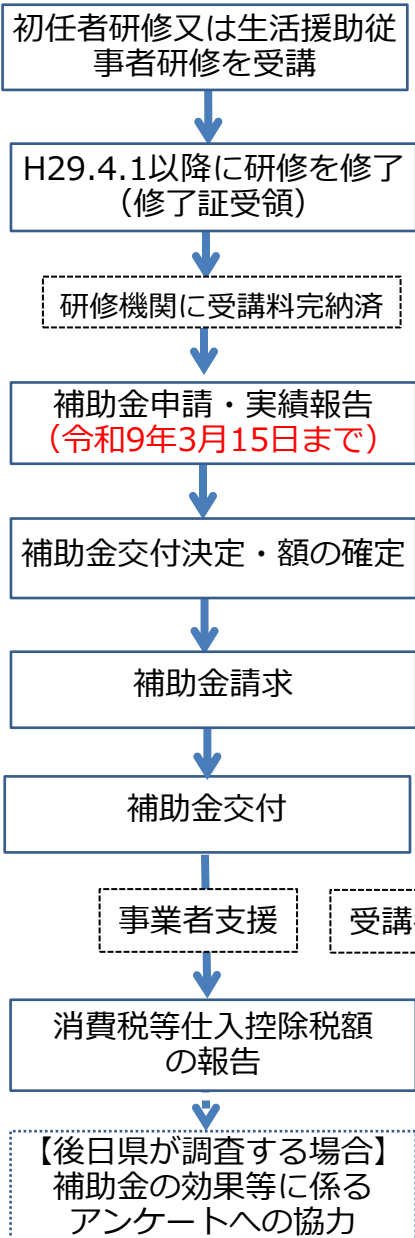 初任者研修又は生活援助従
事者研修を受講
H29.4.1以降に研修を修了
（修了証受領）
研修機関に受講料完納済
補助金申請・実績報告
（令和9年3月15日まで）
補助金交付決定・額の確定
補助金請求
補助金交付
事業者支援
受講
消費税等仕入控除税額
の報告
【後日県が調査する場合】
補助金の効果等に係る
アンケートへの協力